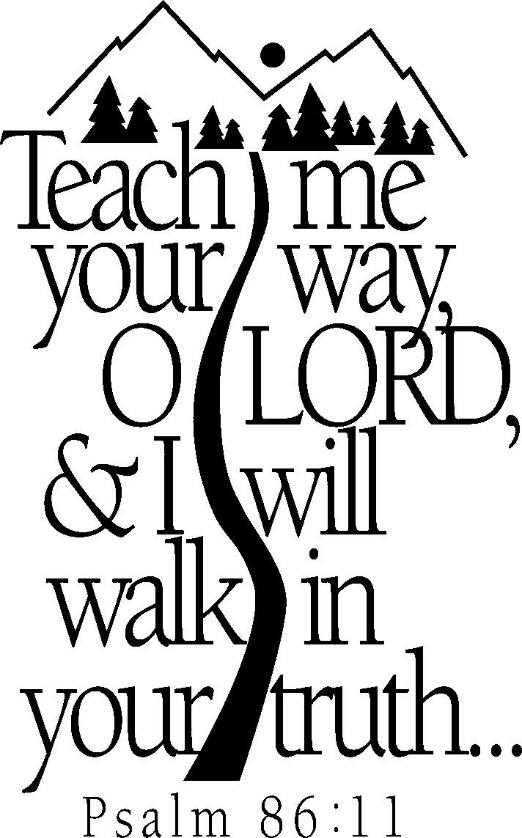 Teach me
your way,
O LORD,
& I will
walk in
your truth...
Psalm 86:11